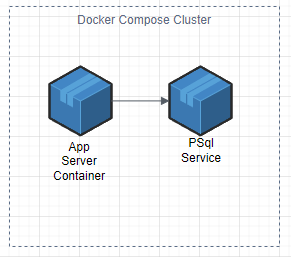 Docker Compose Cluster
App
Server
Container
PSql
Service